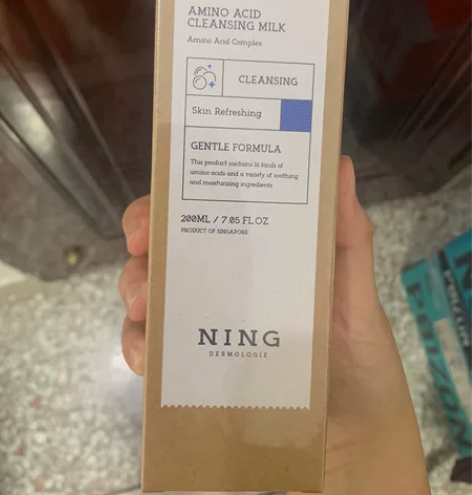 AMINO ACID
CLEANSING MILK
Amino Acid Complex
CLEANSING
Skin Refreshing
GENTLE FORMULA
This product contains 16 kinds of
amino acids and a variety of soothing
and moisturising ingredients
200ML / 7.05 FL OZ
PRODUCT OF SINGAPORE
NING
DERMOLOGIE